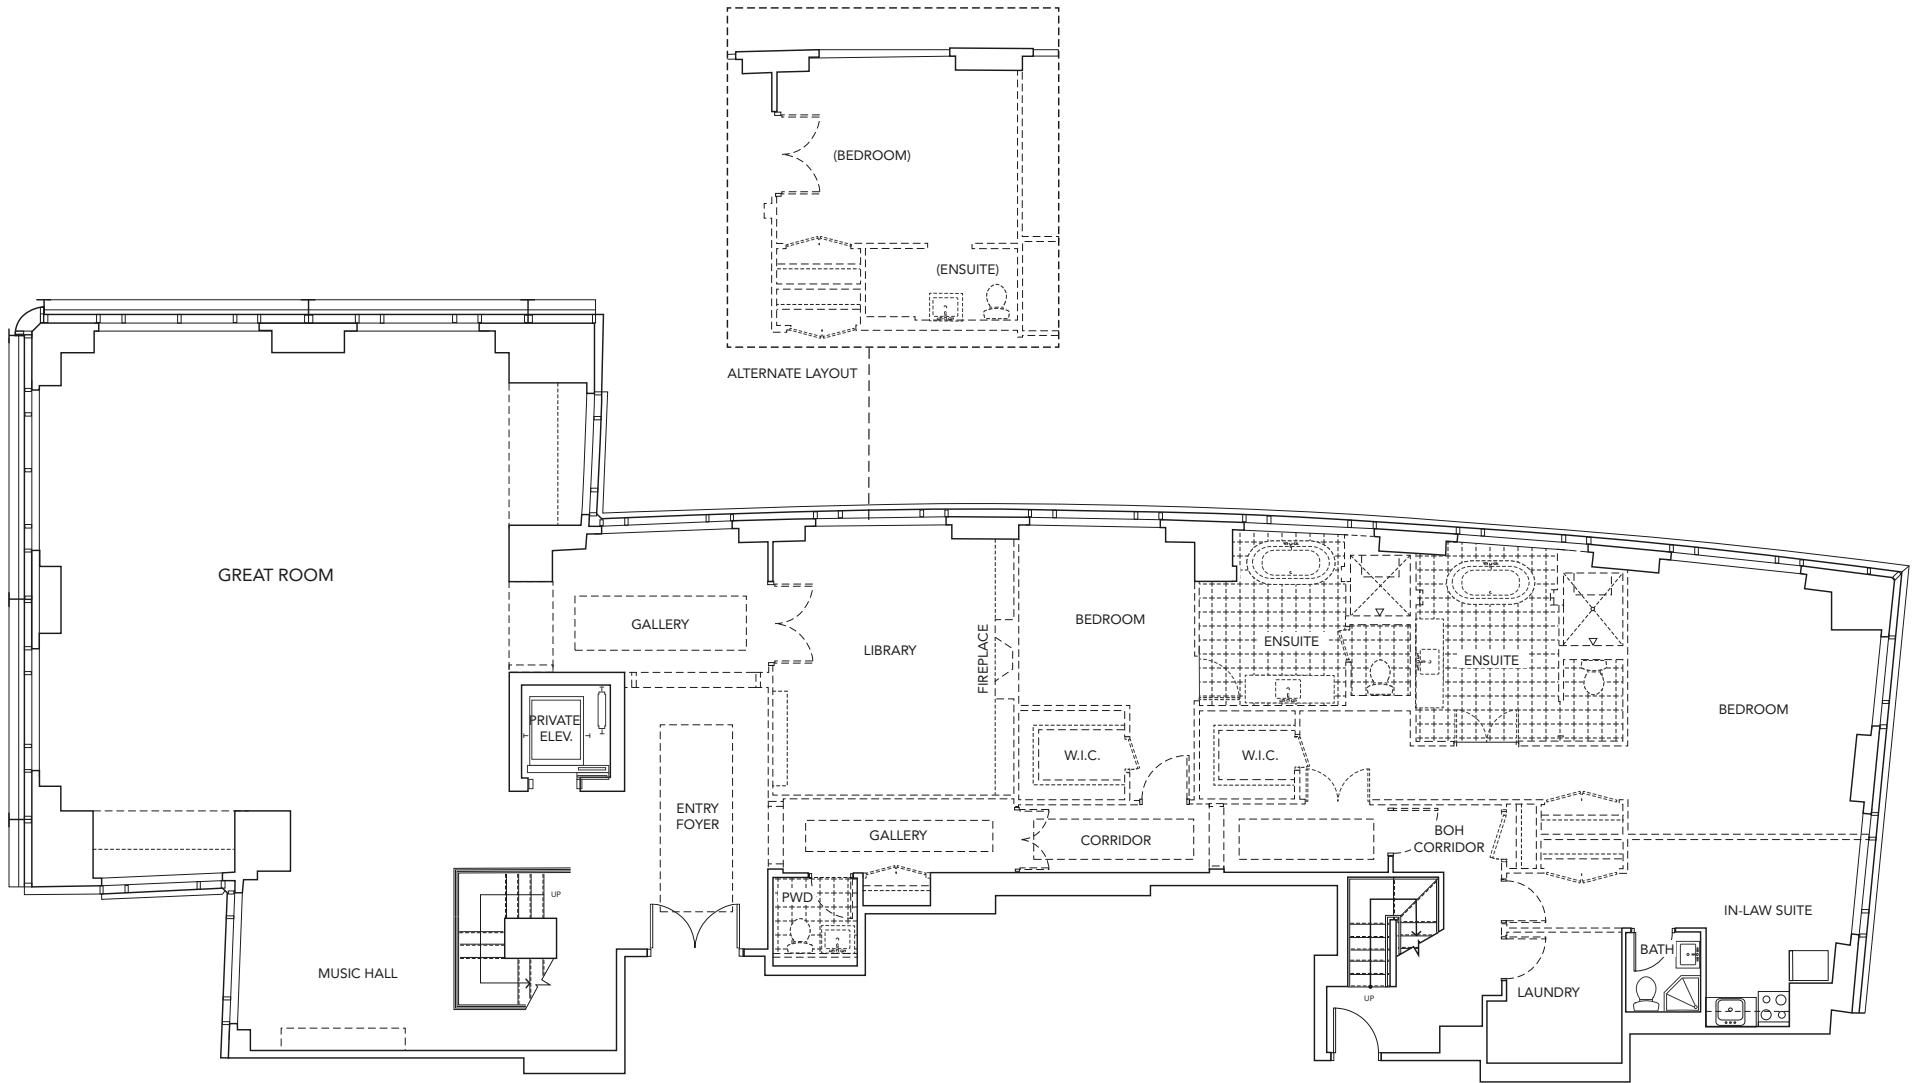 (BEDROOM)
(ENSUITE)
ALTERNATE LAYOUT
GREAT ROOM
GALLERY
LIBRARY
FIREPLACE
BEDROOM
ENSUITE
ENSUITE
BEDROOM
PRIVATE
ELEV.
W.I.C.
W.I.C.
ENTRY
FOYER
GALLERY
CORRIDOR
BOH
CORRIDOR
UP
PWD
IN-LAW SUITE
BATH
MUSIC HALL
LAUNDRY
UP